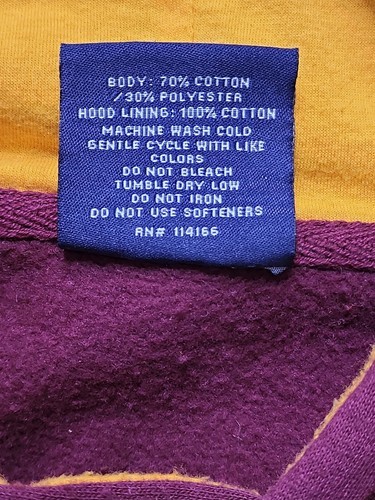 BODY: 70% COTTON
/30% POLYESTER
HOOD LINING: 100% COTTON
MACHINE WASH COLD
GENTLE CYCLE WITH LIKE
COLORS
DO NOT BLEACH
TUMBLE DRY LOW
DO NOT IRON
DO NOT USE SOFTENERS
RN# 114166